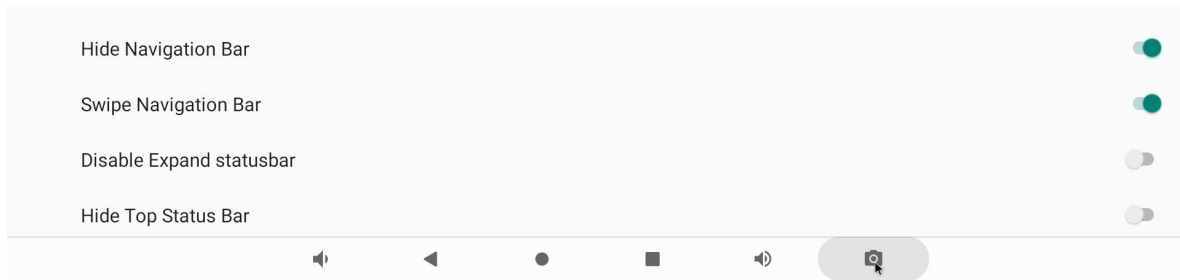 Hide Navigation Bar
Swipe Navigation Bar
Disable Expand statusbar
Hide Top Status Bar